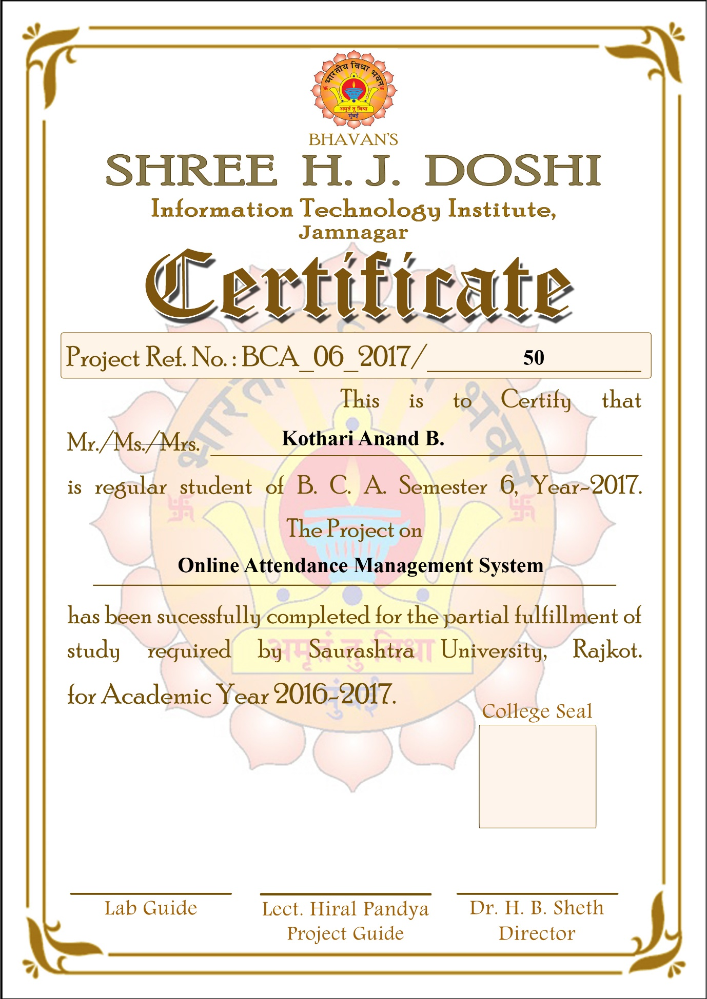 भारतीय विधा भवन
अमृतं तु विधा
मुंबई
BHAVAN'S
SHREE H. J. DOSHI
Information Technology Institute,
Jamnagar
Certificate
Project Ref. No. : BCA_06_2017/ 50
This is to Certify that
Mr./Ms./Mrs. Kothari Anand B.
is regular student of B. C. A. Semester 6, Year-2017.
The Project on
Online Attendance Management System
has been sucessfully completed for the partial fulfillment of
study required by Saurashtra University, Rajkot.
for Academic Year 2016-2017.
College Seal
Lab Guide
Lect. Hiral Pandya
Project Guide
Dr. H. B. Sheth
Director